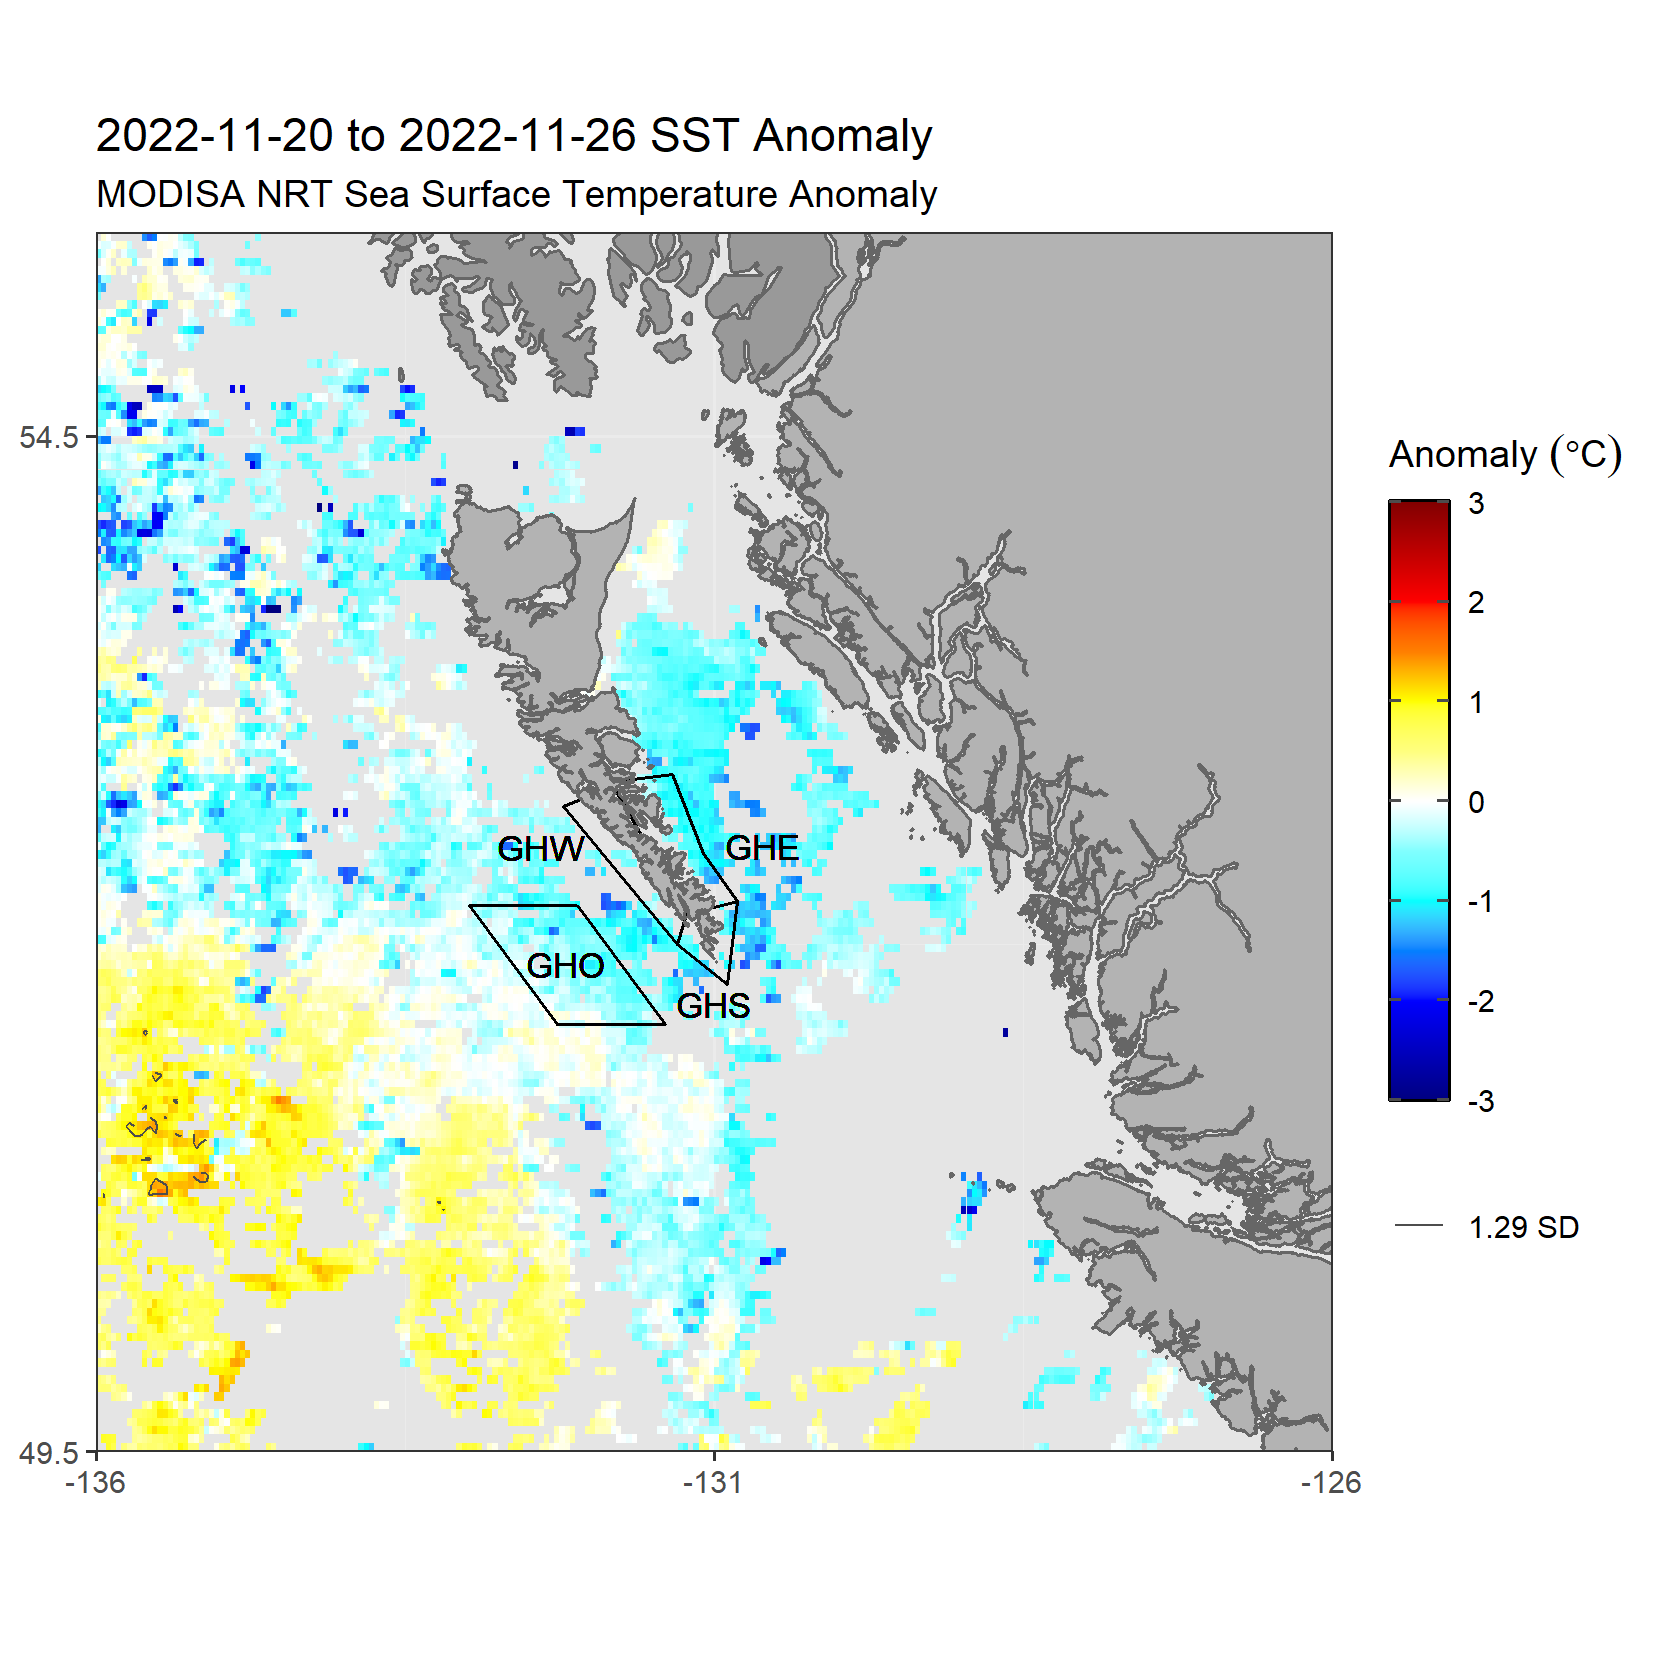 2022-11-20 to 2022-11-26 SST Anomaly
MODISA NRT Sea Surface Temperature Anomaly
54.5
49.5
-136
-131
-126
GHW
GHE
GHO
GHS
Anomaly (°C)
3
2
1
0
-1
-2
-3
1.29 SD